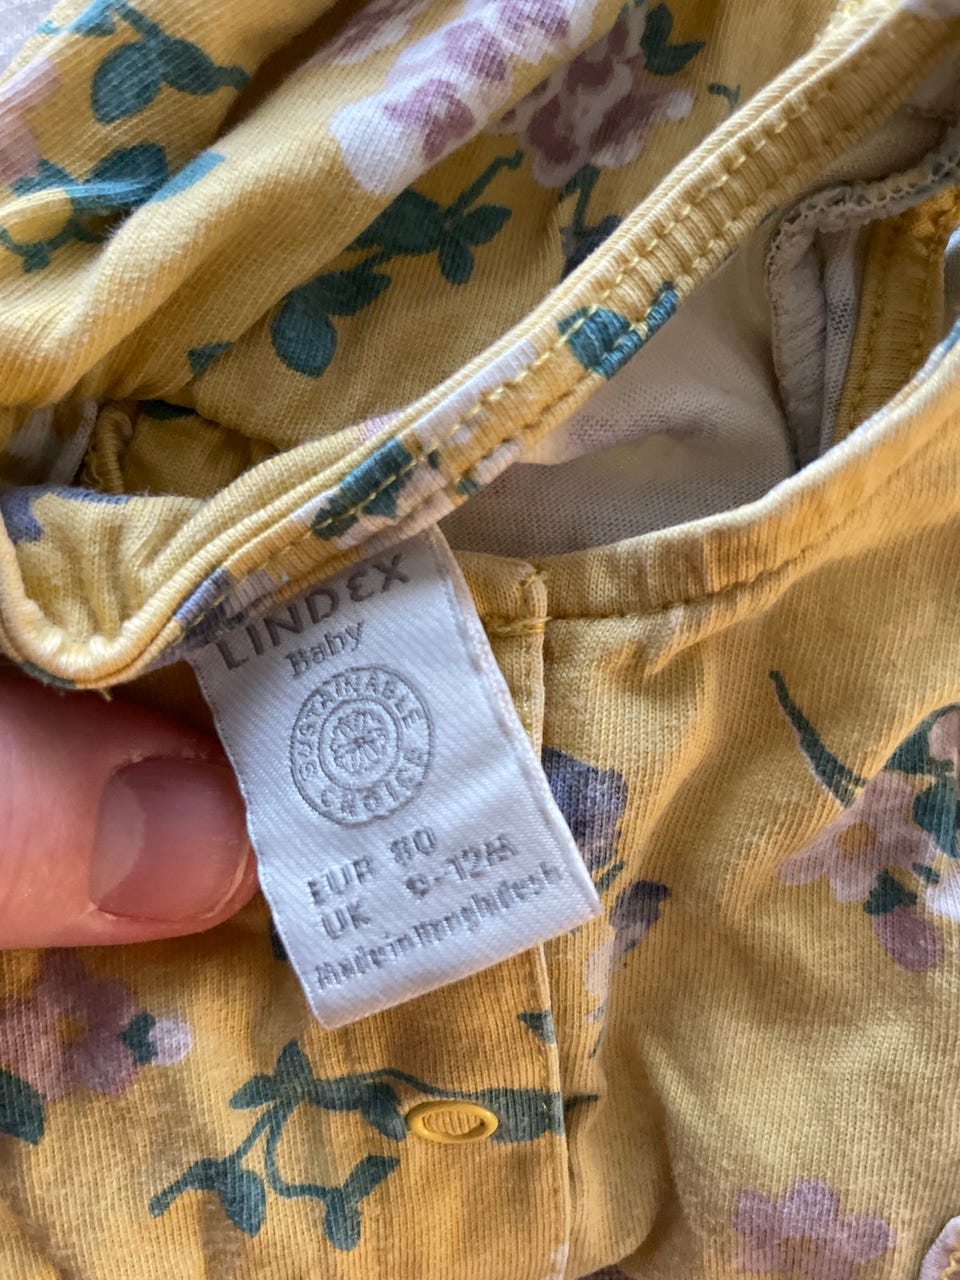 LINDEX
Baby
SUSTAINABLE
CHOICE
EUR 80
UK 9-12M
Made in Bangladesh